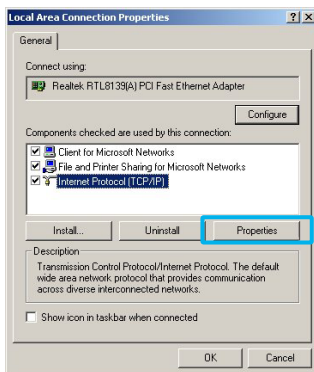 Local Area Connection Properties
General
Connect using:
Realtek RTL8139(A) PCI Fast Ethernet Adapter
Configure
Components checked are used by this connection:
Client for Microsoft Networks
File and Printer Sharing for Microsoft Networks
Internet Protocol (TCP/IP)
Install... Uninstall Properties
Description
Transmission Control Protocol/Internet Protocol. The default
wide area network protocol that provides communication
across diverse interconnected networks.
Show icon in taskbar when connected
OK Cancel